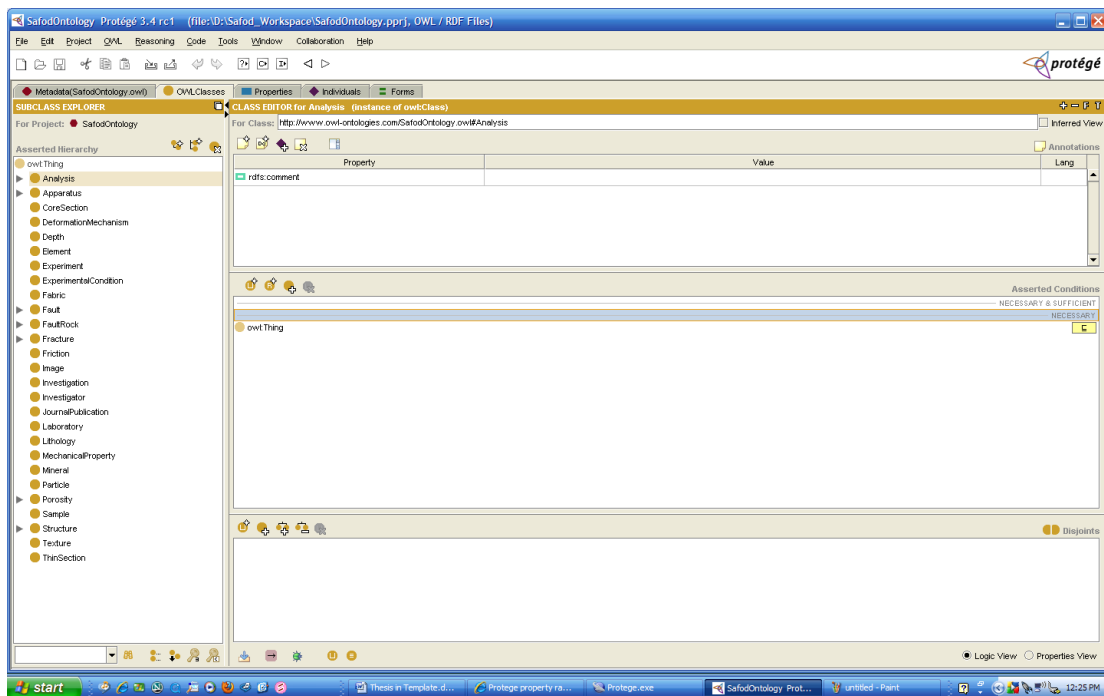 SafodOntology Protégé 3.4 rc1 (file:\D:\Safod_Workspace\SafodOntology.pprj, OWL / RDF Files)
File Edit Project OWL Reasoning Code Tools Window Collaboration Help
protégé
Metadata(SafodOntology.owl) OWLClasses Properties Individuals Forms
SUBCLASS EXPLORER
For Project: SafodOntology
Asserted Hierarchy
owl:Thing
Analysis
Apparatus
CoreSection
DeformationMechanism
Depth
Element
Experiment
ExperimentalCondition
Fabric
Fault
FaultRock
Fracture
Friction
Image
Investigation
Investigator
JournalPublication
Laboratory
Lithology
MechanicalProperty
Mineral
Particle
Porosity
Sample
Structure
Texture
ThinSection
CLASS EDITOR for Analysis (instance of owl:Class)
For Class: http://www.owl-ontologies.com/SafodOntology.owl#Analysis
Inferred View
Annotations
Property Value Lang
rdfs:comment
Asserted Conditions
NECESSARY & SUFFICIENT
NECESSARY
owl:Thing
Disjoints
Logic View Properties View
start Thesis in Template.d... Protege property ra... Protege.exe SafodOntology Prot... untitled - Paint 12:25 PM